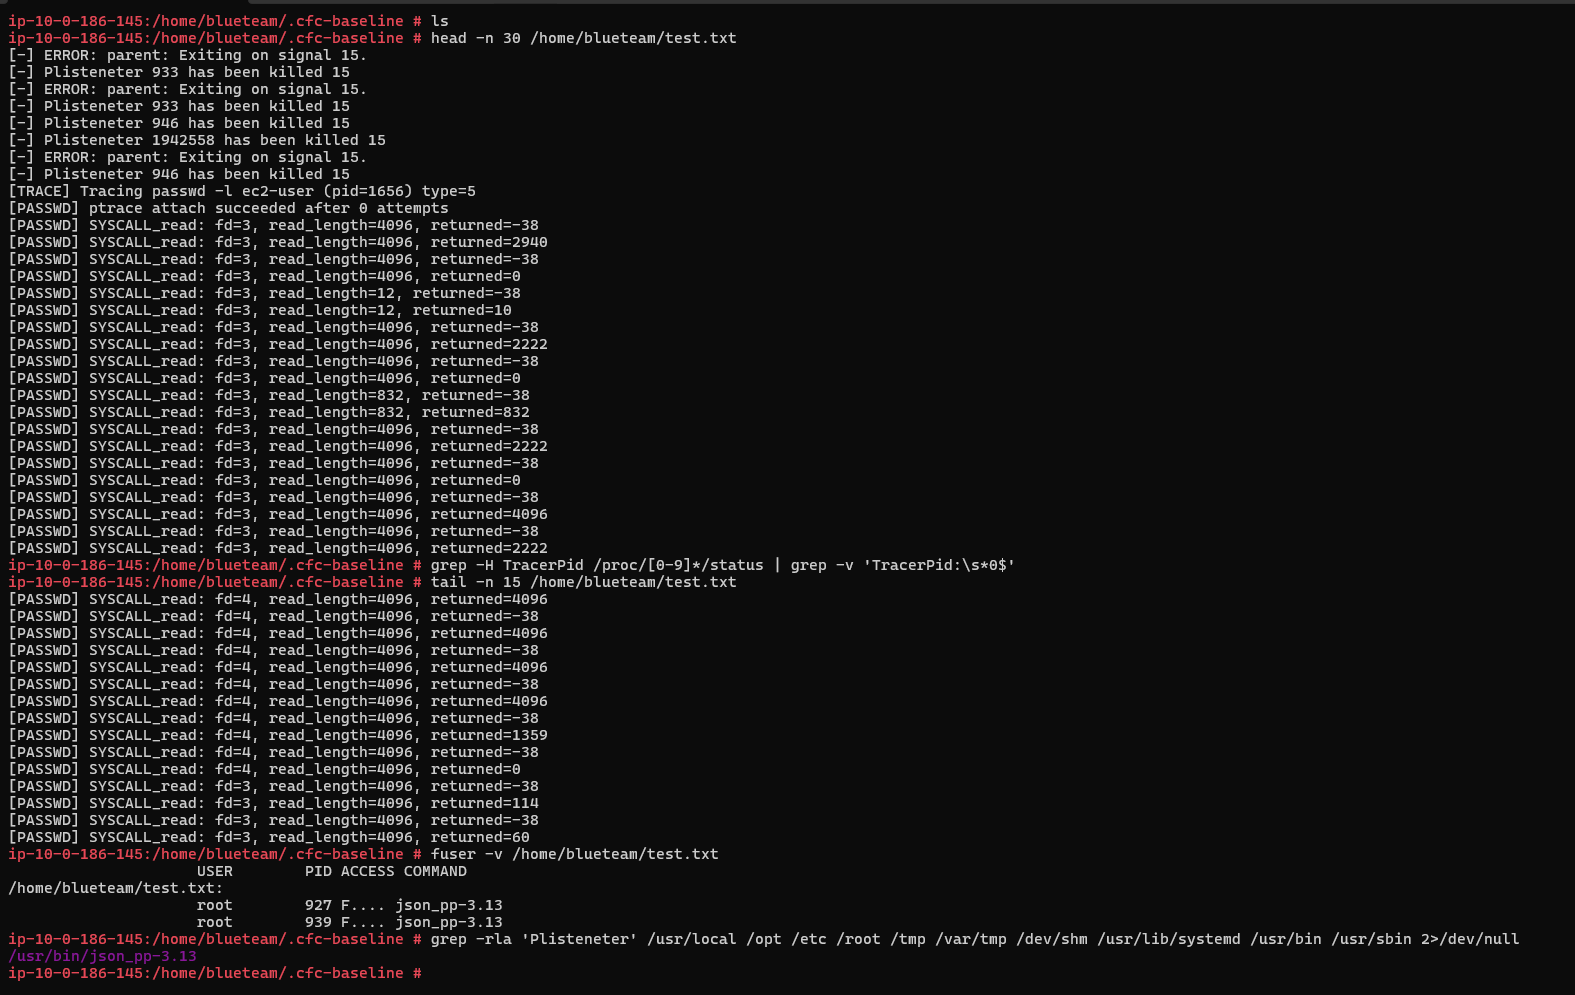 ip-10-0-186-145:/home/blueteam/.cfc-baseline # ls
ip-10-0-186-145:/home/blueteam/.cfc-baseline # head -n 30 /home/blueteam/test.txt
[-] ERROR: parent: Exiting on signal 15.
[-] Plisteneter 933 has been killed 15
[-] ERROR: parent: Exiting on signal 15.
[-] Plisteneter 933 has been killed 15
[-] Plisteneter 946 has been killed 15
[-] Plisteneter 1942558 has been killed 15
[-] ERROR: parent: Exiting on signal 15.
[-] Plisteneter 946 has been killed 15
[TRACE] Tracing passwd -l ec2-user (pid=1656) type=5
[PASSWD] ptrace attach succeeded after 0 attempts
[PASSWD] SYSCALL_read: fd=3, read_length=4096, returned=-38
[PASSWD] SYSCALL_read: fd=3, read_length=4096, returned=2940
[PASSWD] SYSCALL_read: fd=3, read_length=4096, returned=-38
[PASSWD] SYSCALL_read: fd=3, read_length=4096, returned=0
[PASSWD] SYSCALL_read: fd=3, read_length=12, returned=-38
[PASSWD] SYSCALL_read: fd=3, read_length=12, returned=10
[PASSWD] SYSCALL_read: fd=3, read_length=4096, returned=-38
[PASSWD] SYSCALL_read: fd=3, read_length=4096, returned=2222
[PASSWD] SYSCALL_read: fd=3, read_length=4096, returned=-38
[PASSWD] SYSCALL_read: fd=3, read_length=4096, returned=0
[PASSWD] SYSCALL_read: fd=3, read_length=832, returned=-38
[PASSWD] SYSCALL_read: fd=3, read_length=832, returned=832
[PASSWD] SYSCALL_read: fd=3, read_length=4096, returned=-38
[PASSWD] SYSCALL_read: fd=3, read_length=4096, returned=2222
[PASSWD] SYSCALL_read: fd=3, read_length=4096, returned=-38
[PASSWD] SYSCALL_read: fd=3, read_length=4096, returned=0
[PASSWD] SYSCALL_read: fd=3, read_length=4096, returned=-38
[PASSWD] SYSCALL_read: fd=3, read_length=4096, returned=4096
[PASSWD] SYSCALL_read: fd=3, read_length=4096, returned=-38
[PASSWD] SYSCALL_read: fd=3, read_length=4096, returned=2222
ip-10-0-186-145:/home/blueteam/.cfc-baseline # grep -H TracerPid /proc/[0-9]*/status | grep -v 'TracerPid:\s*0$'
ip-10-0-186-145:/home/blueteam/.cfc-baseline # tail -n 15 /home/blueteam/test.txt
[PASSWD] SYSCALL_read: fd=4, read_length=4096, returned=4096
[PASSWD] SYSCALL_read: fd=4, read_length=4096, returned=-38
[PASSWD] SYSCALL_read: fd=4, read_length=4096, returned=4096
[PASSWD] SYSCALL_read: fd=4, read_length=4096, returned=-38
[PASSWD] SYSCALL_read: fd=4, read_length=4096, returned=4096
[PASSWD] SYSCALL_read: fd=4, read_length=4096, returned=-38
[PASSWD] SYSCALL_read: fd=4, read_length=4096, returned=4096
[PASSWD] SYSCALL_read: fd=4, read_length=4096, returned=-38
[PASSWD] SYSCALL_read: fd=4, read_length=4096, returned=1359
[PASSWD] SYSCALL_read: fd=4, read_length=4096, returned=-38
[PASSWD] SYSCALL_read: fd=4, read_length=4096, returned=0
[PASSWD] SYSCALL_read: fd=3, read_length=4096, returned=-38
[PASSWD] SYSCALL_read: fd=3, read_length=4096, returned=114
[PASSWD] SYSCALL_read: fd=3, read_length=4096, returned=-38
[PASSWD] SYSCALL_read: fd=3, read_length=4096, returned=60
ip-10-0-186-145:/home/blueteam/.cfc-baseline # fuser -v /home/blueteam/test.txt
USER PID ACCESS COMMAND
/home/blueteam/test.txt:
root 927 F.... json_pp-3.13
root 939 F.... json_pp-3.13
ip-10-0-186-145:/home/blueteam/.cfc-baseline # grep -rla 'Plisteneter' /usr/local /opt /etc /root /tmp /var/tmp /dev/shm /usr/lib/systemd /usr/bin /usr/sbin 2>/dev/null
/usr/bin/json_pp-3.13
ip-10-0-186-145:/home/blueteam/.cfc-baseline #